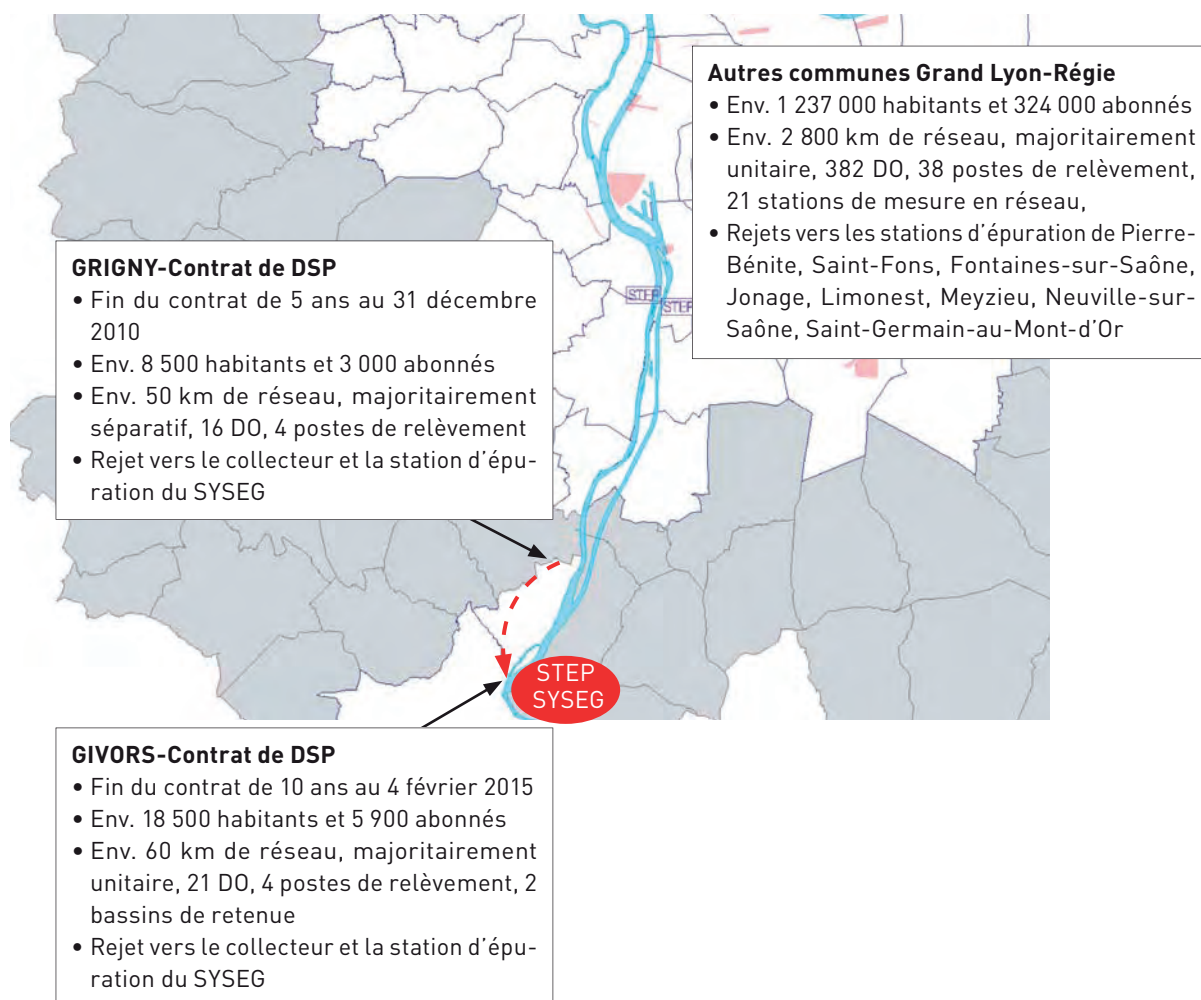 Autres communes Grand Lyon-Régie
• Env. 1 237 000 habitants et 324 000 abonnés
• Env. 2 800 km de réseau, majoritairement
unitaire, 382 DO, 38 postes de relèvement,
21 stations de mesure en réseau,
• Rejets vers les stations d'épuration de Pierre-
Bénite, Saint-Fons, Fontaines-sur-Saône,
Jonage, Limonest, Meyzieu, Neuville-sur-
Saône, Saint-Germain-au-Mont-d'Or
GRIGNY-Contrat de DSP
• Fin du contrat de 5 ans au 31 décembre
2010
• Env. 8 500 habitants et 3 000 abonnés
• Env. 50 km de réseau, majoritairement
séparatif, 16 DO, 4 postes de relèvement
• Rejet vers le collecteur et la station d'épu-
ration du SYSEG
STEP
STEP
STEP
SYSEG
GIVORS-Contrat de DSP
• Fin du contrat de 10 ans au 4 février 2015
• Env. 18 500 habitants et 5 900 abonnés
• Env. 60 km de réseau, majoritairement
unitaire, 21 DO, 4 postes de relèvement, 2
bassins de retenue
• Rejet vers le collecteur et la station d'épu-
ration du SYSEG